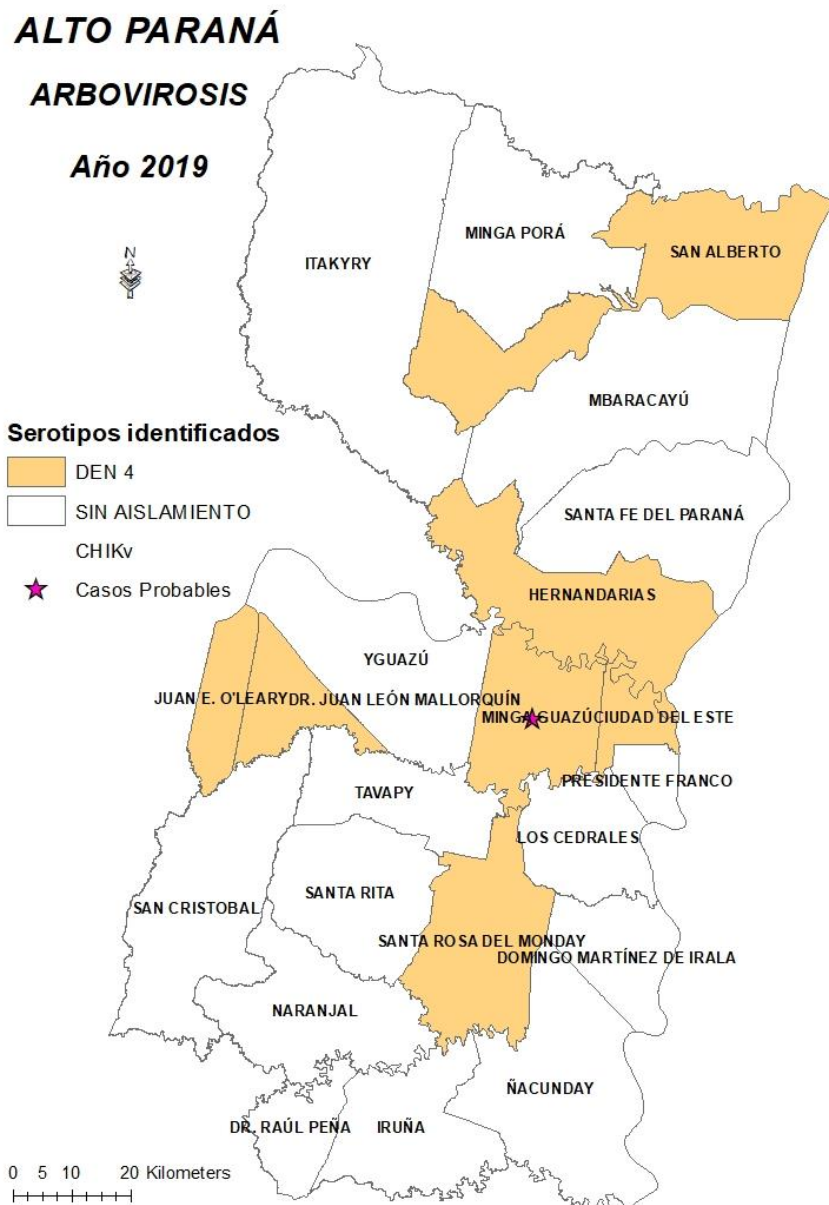 ALTO PARANÁ
ARBOVIROSIS
Año 2019
N
ITAKYRY
MINGA PORÁ
SAN ALBERTO
MBARACAYÚ
Serotipos identificados
DEN 4
SIN AISLAMIENTO
CHIKv
Casos Probables
SANTA FE DEL PARANÁ
HERNANDARIAS
YGUAZÚ
JUAN E. O'LEARY
DR. JUAN LEÓN MALLORQUÍN
MINGA GUAZÚ
CIUDAD DEL ESTE
PRESIDENTE FRANCO
TAVAPY
LOS CEDRALES
SANTA RITA
SAN CRISTOBAL
SANTA ROSA DEL MONDAY
DOMINGO MARTÍNEZ DE IRALA
NARANJAL
ÑACUNDAY
DR. RAÚL PEÑA
IRUÑA
0 5 10 20 Kilometers